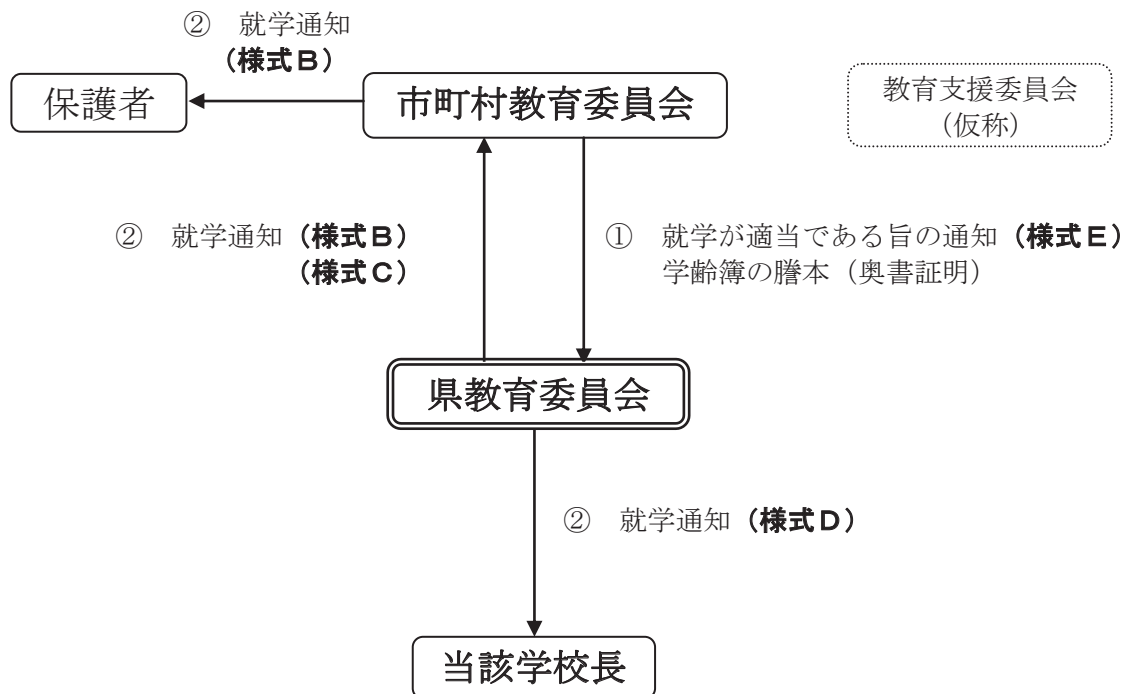 ② 就学通知
(様式B)
保護者
市町村教育委員会
教育支援委員会
(仮称)
② 就学通知(様式B)
(様式C)
① 就学が適当である旨の通知(様式E)
学齢簿の謄本(奥書証明)
県教育委員会
② 就学通知(様式D)
当該学校長